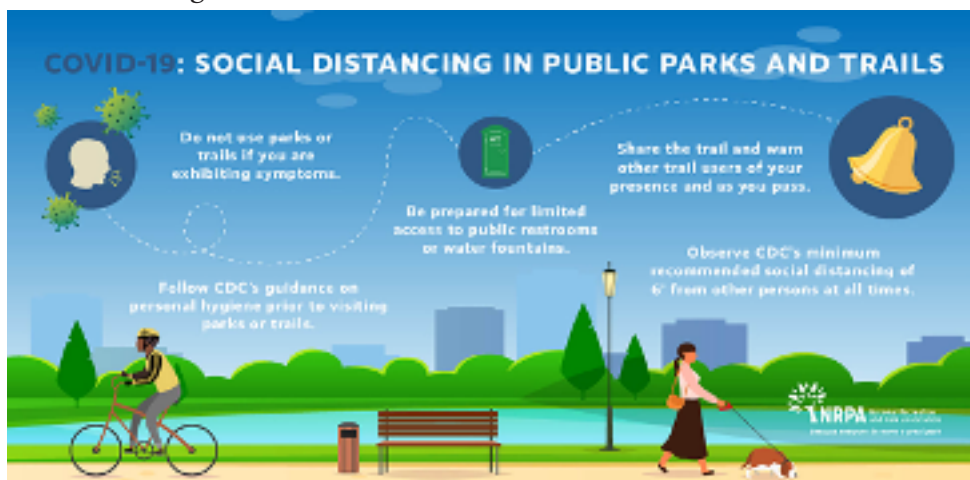 COVID-19: SOCIAL DISTANCING IN PUBLIC PARKS AND TRAILS
Do not use parks or
trails if you are
exhibiting symptoms.
Follow CDC's guidance on
personal hygiene prior to visiting
parks or trails.
Be prepared for limited
access to public restrooms
or water fountains.
Share the trail and warn
other trail users of your
presence and as you pass.
Observe CDC's minimum
recommended social distancing of
6' from other persons at all times.
NRPA